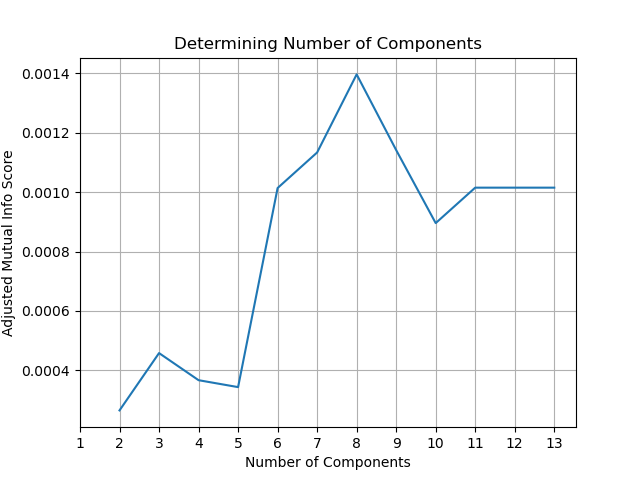 Determining Number of Components
Adjusted Mutual Info Score
0.0014
0.0012
0.0010
0.0008
0.0006
0.0004
1 2 3 4 5 6 7 8 9 10 11 12 13
Number of Components